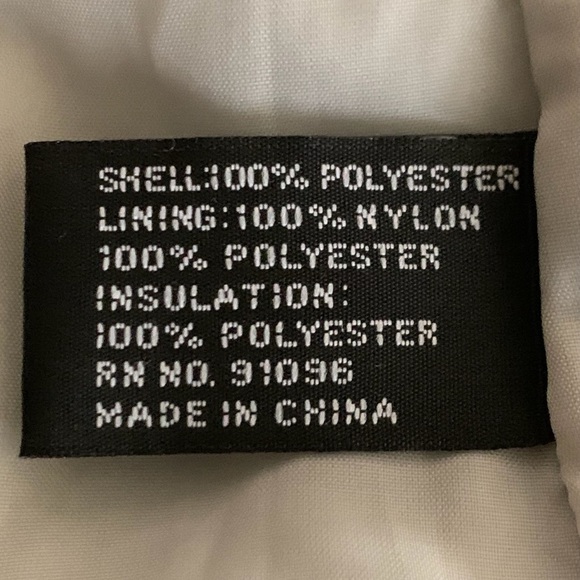 SHELL:100% POLYESTER
LINING:100% NYLON
100% POLYESTER
INSULATION:
100% POLYESTER
RN NO. 91096
MADE IN CHINA